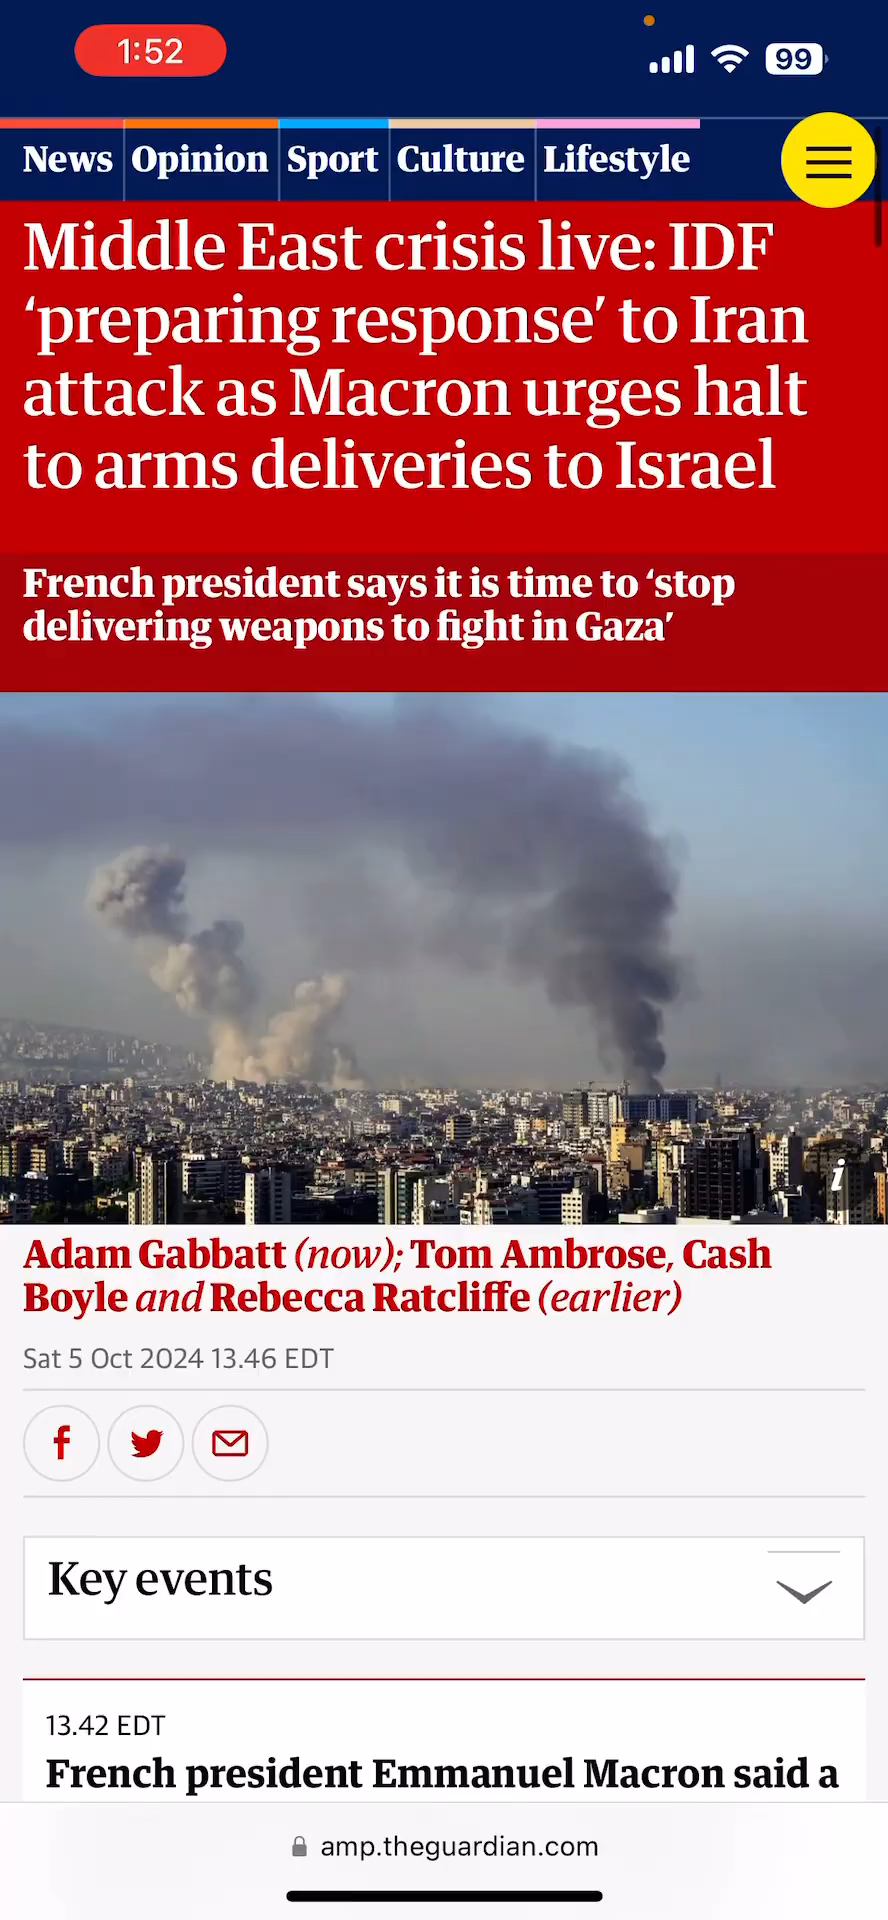 1:52
99
News Opinion Sport Culture Lifestyle
Middle East crisis live: IDF
‘preparing response’ to Iran
attack as Macron urges halt
to arms deliveries to Israel
French president says it is time to ‘stop
delivering weapons to fight in Gaza’
i
Adam Gabbatt (now); Tom Ambrose, Cash
Boyle and Rebecca Ratcliffe (earlier)
Sat 5 Oct 2024 13.46 EDT
f
Key events
13.42 EDT
French president Emmanuel Macron said a
amp.theguardian.com